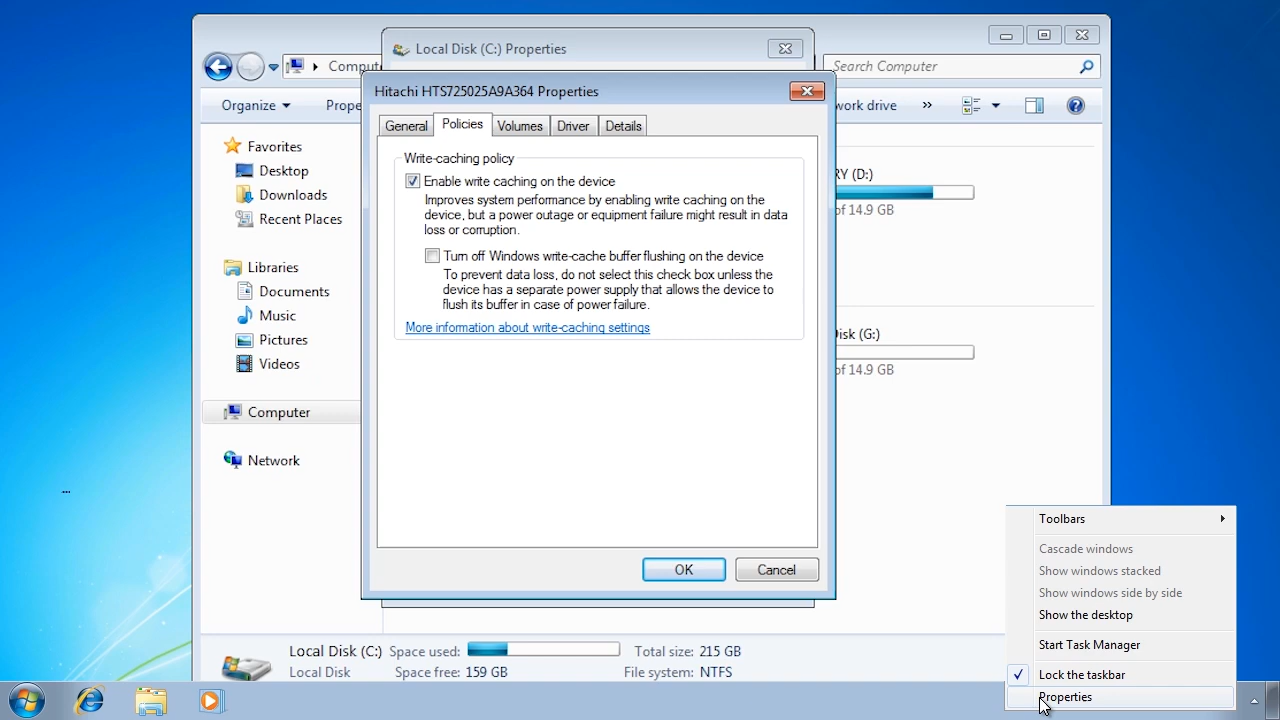 Local Disk (C:) Properties
Comput
Search Computer
Hitachi HTS725025A9A364 Properties
Organize
Prope
work drive
»
General
Policies
Volumes
Driver
Details
Favorites
Desktop
Downloads
Recent Places
Libraries
Documents
Music
Pictures
Videos
Computer
Network
Write-caching policy
Enable write caching on the device
Improves system performance by enabling write caching on the
device, but a power outage or equipment failure might result in data
loss or corruption.
Turn off Windows write-cache buffer flushing on the device
To prevent data loss, do not select this check box unless the
device has a separate power supply that allows the device to
flush its buffer in case of power failure.
More information about write-caching settings
OK
Cancel
RY (D:)
of 14.9 GB
Disk (G:)
of 14.9 GB
...
Toolbars
Cascade windows
Show windows stacked
Show windows side by side
Show the desktop
Start Task Manager
Lock the taskbar
Properties
Local Disk (C:) Space used: Total size: 215 GB
Local Disk Space free: 159 GB File system: NTFS